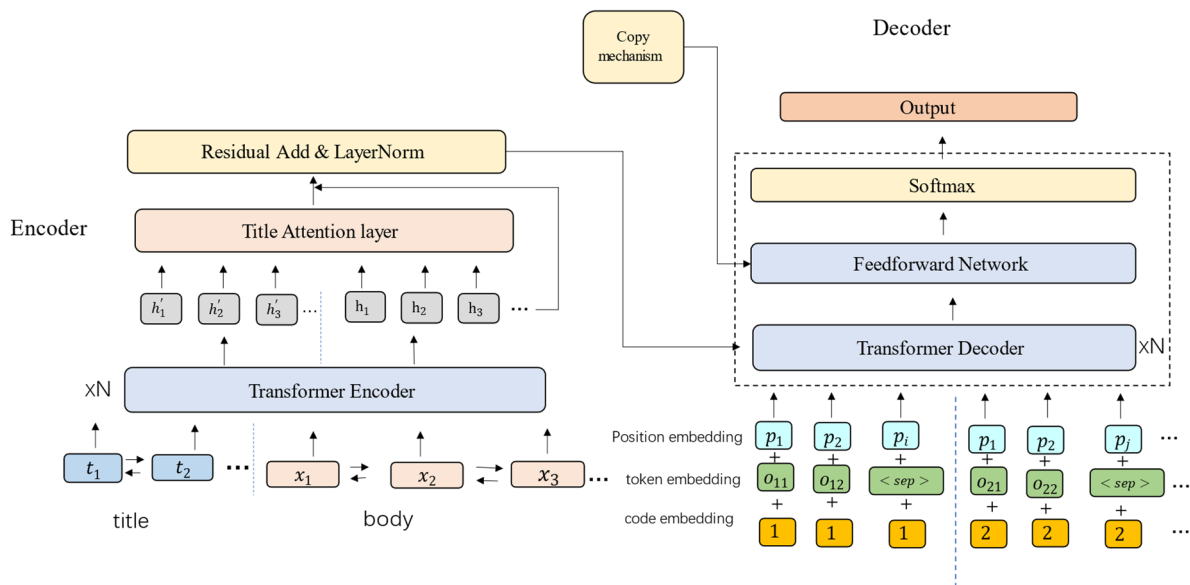 Copy
mechanism
Decoder
Output
Residual Add & LayerNorm
Softmax
Encoder
Title Attention layer
Feedforward Network
h′₁ h′₂ h′₃ ... h₁ h₂ h₃ ...
Transformer Decoder
xN
xN
Transformer Encoder
Position embedding p₁ p₂ pᵢ p₁ p₂ pⱼ ...
+ + + + + +
t₁ t₂ ... x₁ x₂ x₃ ...
token embedding o₁₁ o₁₂ <sep> o₂₁ o₂₂ <sep> ...
+ + + + + +
title
body
code embedding 1 1 1 2 2 2 ...